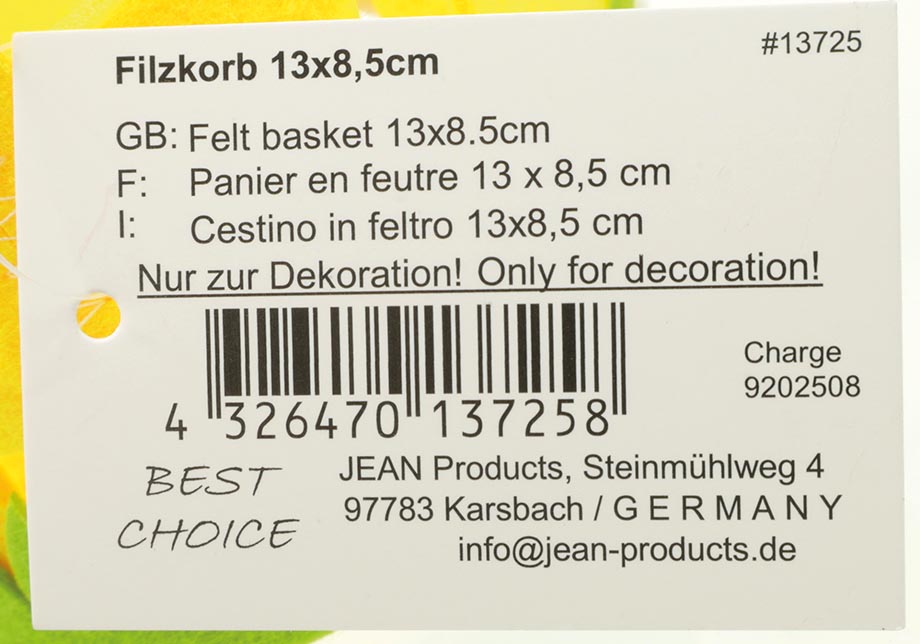 #13725
Filzkorb 13x8,5cm
GB: Felt basket 13x8.5cm
F: Panier en feutre 13 x 8,5 cm
I: Cestino in feltro 13x8,5 cm
Nur zur Dekoration! Only for decoration!
Charge
9202508
4 326470 137258
BEST
CHOICE
JEAN Products, Steinmühlweg 4
97783 Karsbach / G E R M A N Y
info@jean-products.de